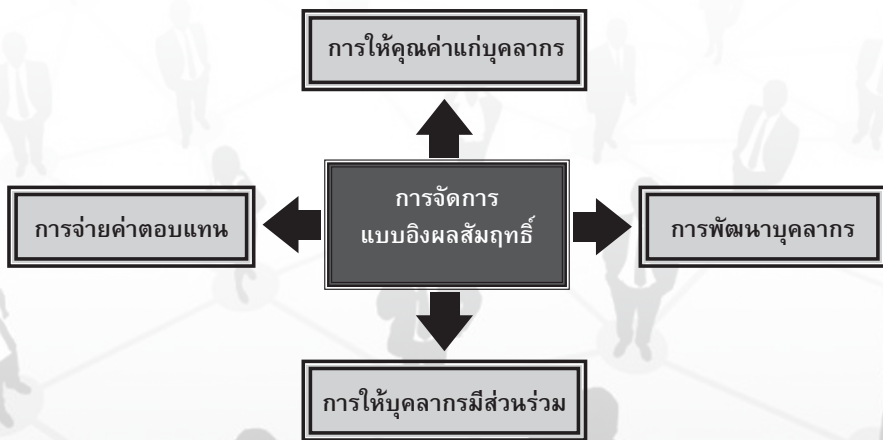 การให้คุณค่าแก่บุคลากร
การจัดการ
แบบอิงผลสัมฤทธิ์
การจ่ายค่าตอบแทน
การพัฒนาบุคลากร
การให้บุคลากรมีส่วนร่วม